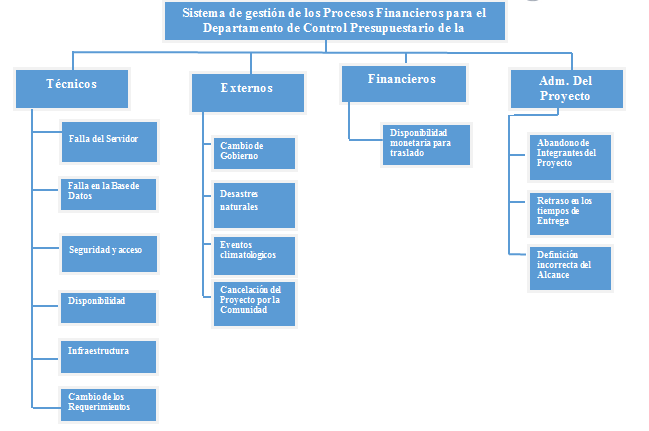 Sistema de gestión de los Procesos Financieros para el
Departamento de Control Presupuestario de la
Técnicos
Falla del Servidor
Falla en la Base de
Datos
Seguridad y acceso
Disponibilidad
Infraestructura
Cambio de los
Requerimientos
Externos
Cambio de
Gobierno
Desastres
naturales
Eventos
climatológicos
Cancelación del
Proyecto por la
Comunidad
Financieros
Disponibilidad
monetaria para
traslado
Adm. Del
Proyecto
Abandono de
Integrantes del
Proyecto
Retraso en los
tiempos de
Entrega
Definición
incorrecta del
Alcance